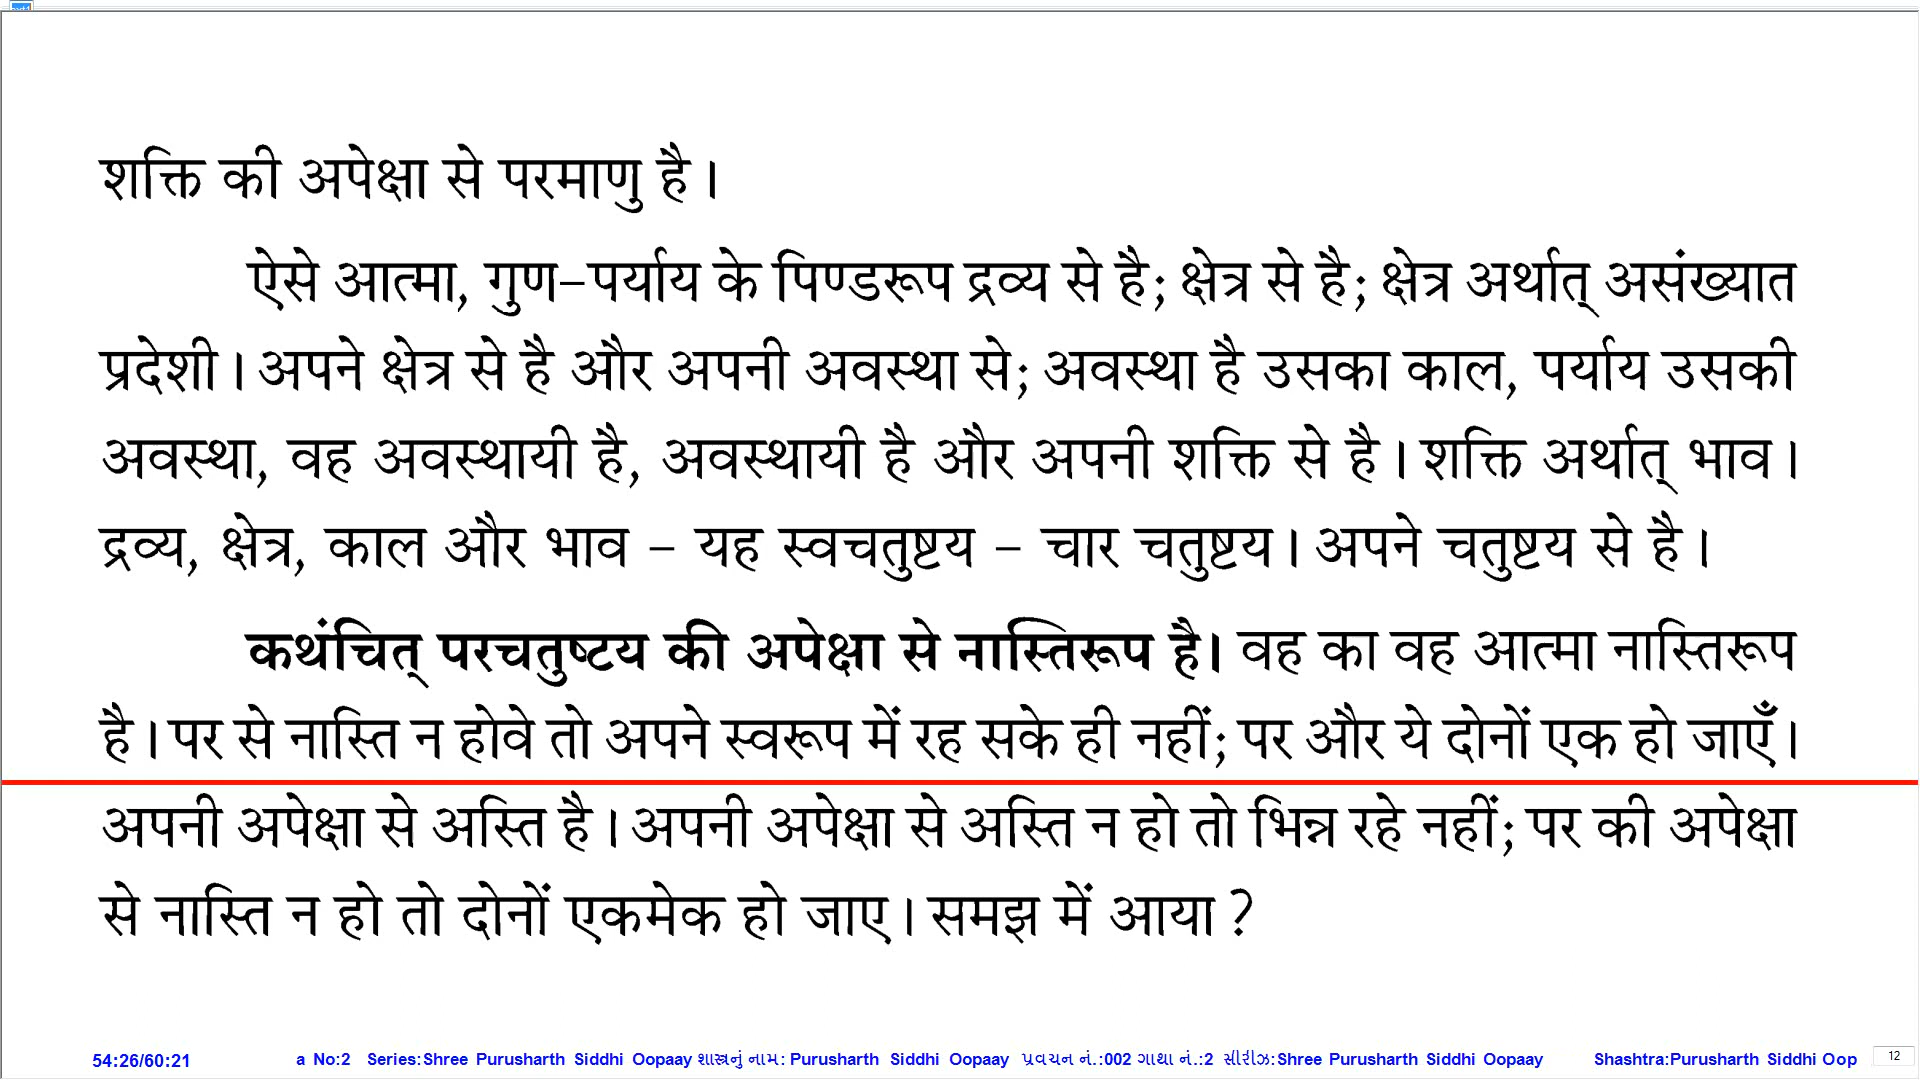 शक्ति की अपेक्षा से परमाणु है।
ऐसे आत्मा, गुण-पर्याय के पिण्डरूप द्रव्य से है; क्षेत्र से है; क्षेत्र अर्थात् असंख्यात
प्रदेशी। अपने क्षेत्र से है और अपनी अवस्था से; अवस्था है उसका काल, पर्याय उसकी
अवस्था, वह अवस्थायी है, अवस्थायी है और अपनी शक्ति से है। शक्ति अर्थात् भाव।
द्रव्य, क्षेत्र, काल और भाव - यह स्वचतुष्टय - चार चतुष्टय। अपने चतुष्टय से है।
कथंचित् परचतुष्टय की अपेक्षा से नास्तिरूप है। वह का वह आत्मा नास्तिरूप
है। पर से नास्ति न होवे तो अपने स्वरूप में रह सके ही नहीं; पर और ये दोनों एक हो जाएँ।
अपनी अपेक्षा से अस्ति है। अपनी अपेक्षा से अस्ति न हो तो भिन्न रहे नहीं; पर की अपेक्षा
से नास्ति न हो तो दोनों एकमेक हो जाए। समझ में आया ?
54:26/60:21 a No:2 Series:Shree Purusharth Siddhi Oopaay શાસ્ત્રનું નામ: Purusharth Siddhi Oopaay પ્રવચન નં.:002 ગાથા નં.:2 સીરીઝ:Shree Purusharth Siddhi Oopaay Shashtra:Purusharth Siddhi Oop 12